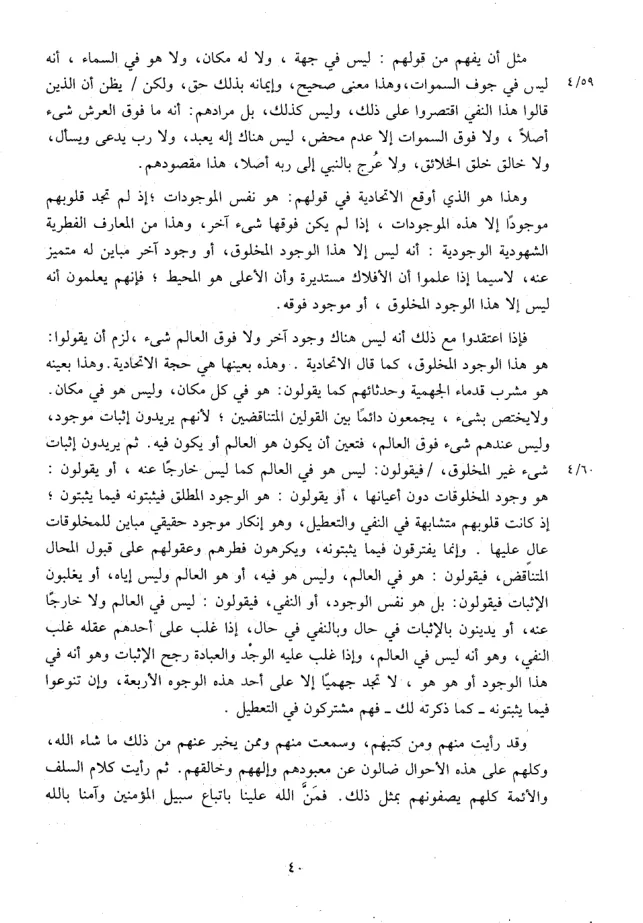 مثل أن يفهم من قولهم : ليس في جهة ، ولا له مكان، ولا هو في السماء ، أنه
٤/٥٩ ليس في جوف السموات،وهذا معنى صحيح، وإيمانه بذلك حق، ولكن / يظن أن الذين
قالوا هذا النفي اقتصروا على ذلك، وليس كذلك، بل مرادهم: أنه ما فوق العرش شىء
أصلاً ، ولا فوق السموات إلا عدم محض، ليس هناك إله يعبد، ولا رب يدعى ويسأل،
ولا خالق خلق الخلائق، ولا عُرج بالنبي إلى ربه أصلا، هذا مقصودهم.
وهذا هو الذي أوقع الاتحادية في قولهم: هو نفس الموجودات ؛إذ لم تجد قلوبهم
موجودًا إلا هذه الموجودات ، إذا لم يكن فوقها شىء آخر، وهذا من المعارف الفطرية
الشهودية الوجودية : أنه ليس إلا هذا الوجود المخلوق، أو وجود آخر مباين له متميز
عنه، لاسيما إذا علموا أن الأفلاك مستديرة وأن الأعلى هو المحيط ؛ فإنهم يعلمون أنه
ليس إلا هذا الوجود المخلوق ، أو موجود فوقه.
فإذا اعتقدوا مع ذلك أنه ليس هناك وجود آخر ولا فوق العالم شىء ،لزم أن يقولوا:
هو هذا الوجود المخلوق، كما قال الاتحادية . وهذه بعينها هي حجة الاتحادية.وهذا بعينه
هو مشرب قدماء الجهمية وحدثائهم كما يقولون: هو في كل مكان، وليس هو في مكان.
ولايختص بشىء ، يجمعون دائمًا بين القولين المتناقضين ؛ لأنهم يريدون إثبات موجود،
وليس عندهم شىء فوق العالم، فتعين أن يكون هو العالم أو يكون فيه. ثم يريدون إثبات
٤/٦٠ شىء غير المخلوق، /فيقولون: ليس هو في العالم كما ليس خارجًا عنه ، أو يقولون :
هو وجود المخلوقات دون أعيانها ، أو يقولون : هو الوجود المطلق فيثبتونه فيما يثبتون ؛
إذ كانت قلوبهم متشابهة في النفي والتعطيل، وهو إنكار موجود حقيقي مباين للمخلوقات
عالٍ عليها . وإنما يفترقون فيما يثبتونه، ويكرهون فطرهم وعقولهم على قبول المحال
المتناقض، فيقولون : هو في العالم، وليس هو فيه، أو هو العالم وليس إياه، أو يغلبون
الإثبات فيقولون: بل هو نفس الوجود، أو النفي، فيقولون : ليس في العالم ولا خارجًا
عنه، أو يدينون بالإثبات في حال وبالنفي في حال، إذا غلب على أحدهم عقله غلب
النفي، وهو أنه ليس في العالم، وإذا غلب عليه الوجْد والعبادة رجح الإثبات وهو أنه في
هذا الوجود أو هو هو ، لا تجد جهميًا إلا على أحد هذه الوجوه الأربعة، وإن تنوعوا
فيما يثبتونه ـ كما ذكرته لك ـ فهم مشتركون في التعطيل .
وقد رأيت منهم ومن كتبهم، وسمعت منهم وممن يخبر عنهم من ذلك ما شاء الله،
وكلهم على هذه الأحوال ضالون عن معبودهم وإلههم وخالقهم. ثم رأيت كلام السلف
والأئمة كلهم يصفونهم بمثل ذلك. فمَنَّ الله علينا باتباع سبيل المؤمنين وآمنا بالله
٤٠